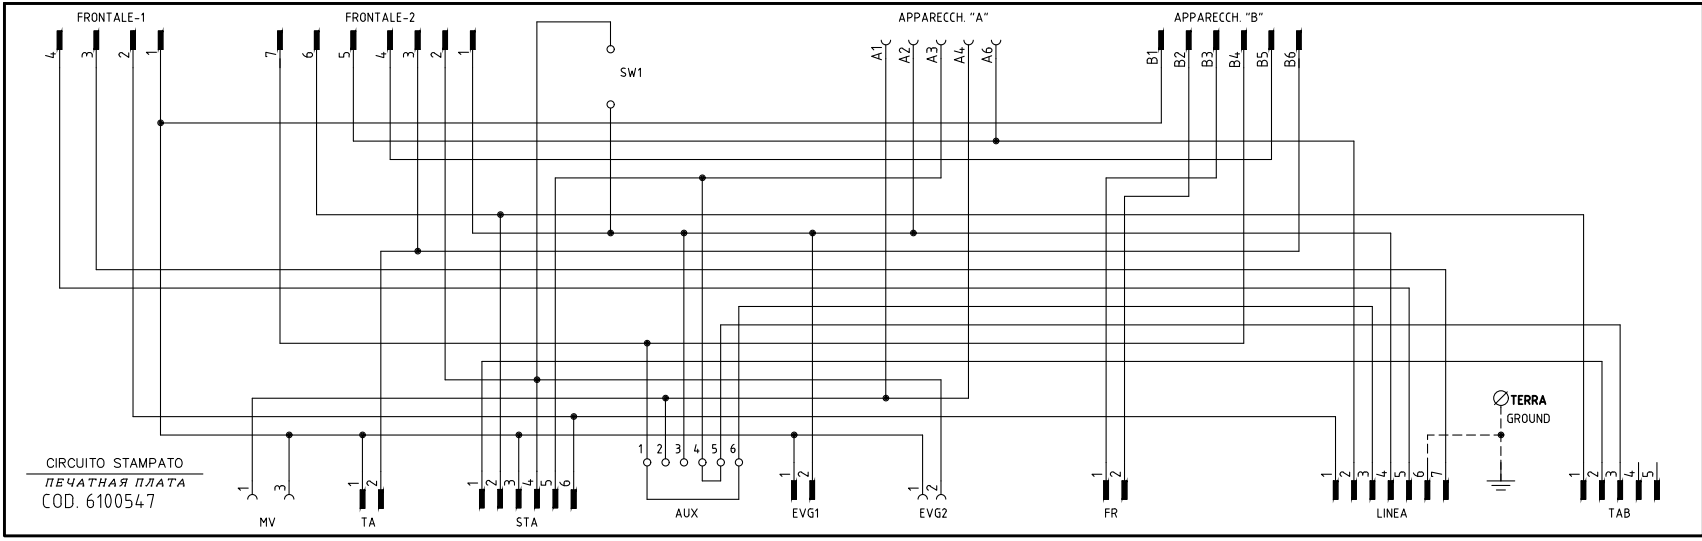 FRONTALE-1 FRONTALE-2 APPARECCH. "A" APPARECCH. "B"
4 3 2 1 7 6 5 4 3 2 1 A1 A2 A3 A4 A6 B1 B2 B3 B4 B5 B6
SW1
TERRA
GROUND
1 2 3 4 5 6
CIRCUITO STAMPATO
ПЕЧАТНАЯ ПЛАТА
COD. 6100547
1 3 1 2 1 2 3 4 5 6 1 2 1 2 1 2 1 2 3 4 5 6 7 1 2 3 4 5
MV TA STA AUX EVG1 EVG2 FR LINEA TAB